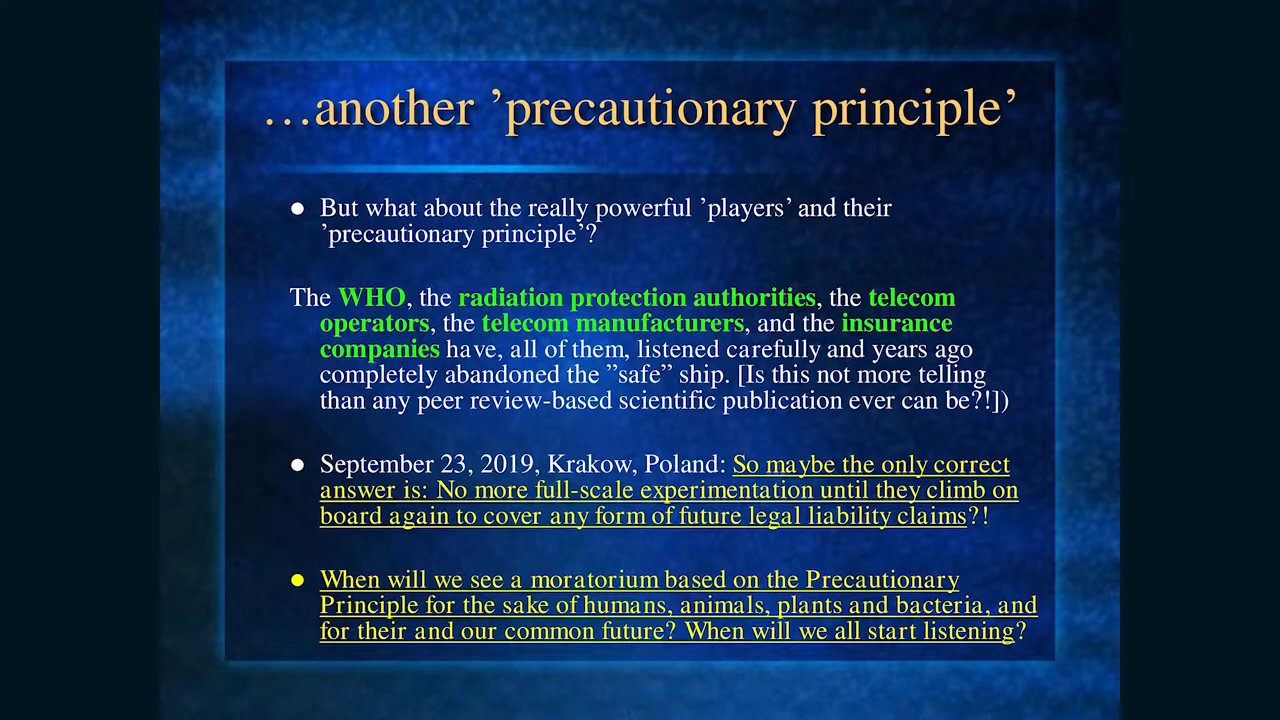 …another ’precautionary principle’
● But what about the really powerful ’players’ and their
’precautionary principle’?
The WHO, the radiation protection authorities, the telecom
operators, the telecom manufacturers, and the insurance
companies have, all of them, listened carefully and years ago
completely abandoned the ”safe” ship. [Is this not more telling
than any peer review-based scientific publication ever can be?!])
● September 23, 2019, Krakow, Poland: So maybe the only correct
answer is: No more full-scale experimentation until they climb on
board again to cover any form of future legal liability claims?!
● When will we see a moratorium based on the Precautionary
Principle for the sake of humans, animals, plants and bacteria, and
for their and our common future? When will we all start listening?